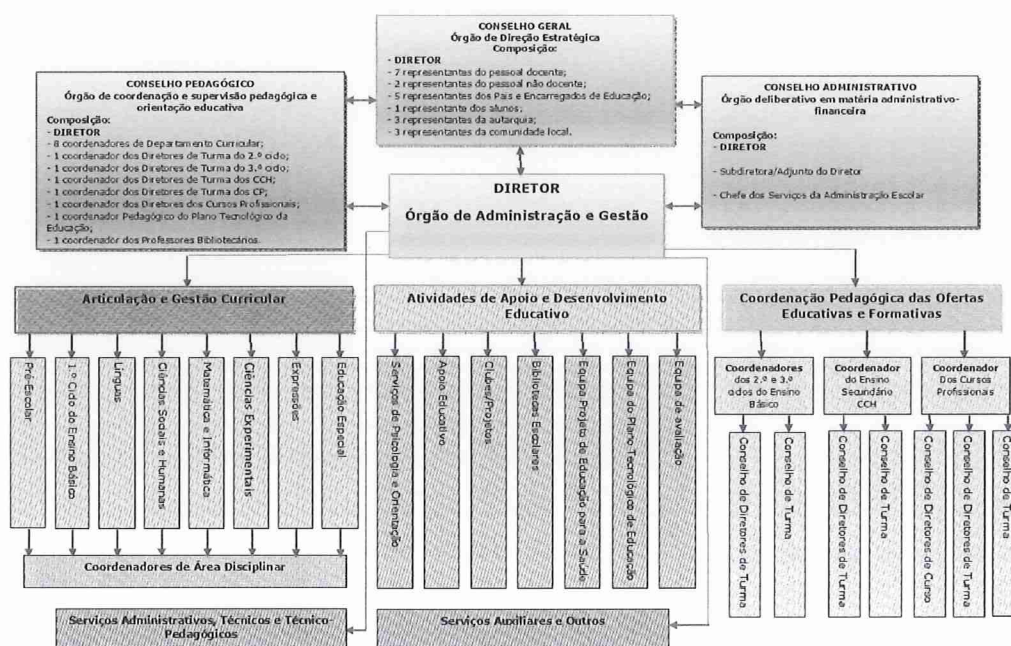 CONSELHO GERAL
Órgão de Direção Estratégica
Composição:
- DIRETOR
- 7 representantes do pessoal docente;
- 2 representantes do pessoal não docente;
- 5 representantes dos Pais e Encarregados de Educação;
- 1 representante dos alunos;
- 3 representantes da autarquia;
- 3 representantes da comunidade local.
CONSELHO PEDAGÓGICO
Órgão de coordenação e supervisão pedagógica e
orientação educativa
Composição:
- DIRETOR
- 8 coordenadores de Departamento Curricular;
- 1 coordenador dos Diretores de Turma do 2.º ciclo;
- 1 coordenador dos Diretores de Turma do 3.º ciclo;
- 1 coordenador dos Diretores de Turma dos CCH;
- 1 coordenador dos Diretores de Turma dos CP;
- 1 coordenador dos Diretores dos Cursos Profissionais;
- 1 coordenador Pedagógico do Plano Tecnológico da
Educação;
- 1 coordenador dos Professores Bibliotecários.
CONSELHO ADMINISTRATIVO
Órgão deliberativo em matéria administrativo-
financeira
Composição:
- DIRETOR
- Subdiretora/Adjunto do Diretor
- Chefe dos Serviços da Administração Escolar
DIRETOR
Órgão de Administração e Gestão
Articulação e Gestão Curricular
Pré-Escolar
1.º Ciclo do Ensino Básico
Línguas
Ciências Sociais e Humanas
Matemática e Informática
Ciências Experimentais
Expressões
Educação Especial
Coordenadores de Área Disciplinar
Atividades de Apoio e Desenvolvimento
Educativo
Serviços de Psicologia e Orientação
Apoio Educativo
Clubes/Projetos
Bibliotecas Escolares
Equipa Projeto de Educação para a Saúde
Equipa do Plano Tecnológico de Educação
Equipa de avaliação
Coordenação Pedagógica das Ofertas
Educativas e Formativas
Coordenadores
dos 2.º e 3.º
ciclos do Ensino
Básico
Coordenador
do Ensino
Secundário
CCH
Coordenador
Dos Cursos
Profissionais
Conselho de Diretores de Turma
Conselho de Turma
Conselho de Diretores de Turma
Conselho de Turma
Conselho de Diretores de Curso
Conselho de Diretores de Turma
Conselho de Turma
Serviços Administrativos, Técnicos e Técnico-
Pedagógicos
Serviços Auxiliares e Outros